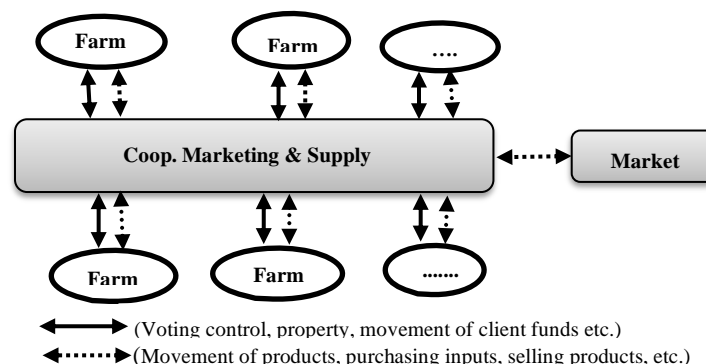 Farm Farm ....
Coop. Marketing & Supply Market
Farm Farm .......
(Voting control, property, movement of client funds etc.)
(Movement of products, purchasing inputs, selling products, etc.)